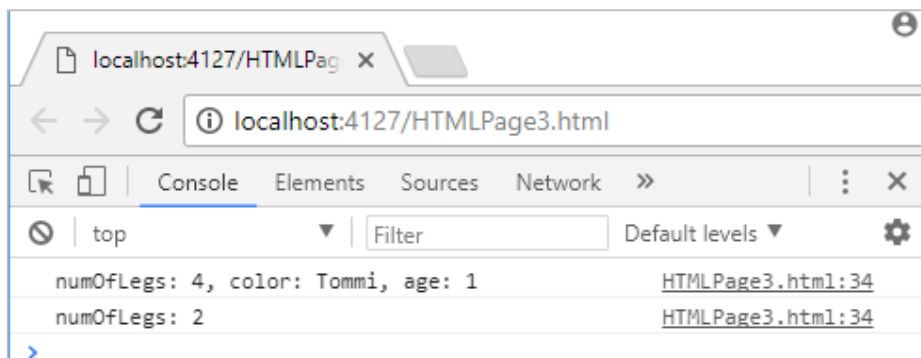 localhost:4127/HTMLPag
localhost:4127/HTMLPage3.html
Console Elements Sources Network »
top Filter Default levels
numOfLegs: 4, color: Tommi, age: 1 HTMLPage3.html:34
numOfLegs: 2 HTMLPage3.html:34
>